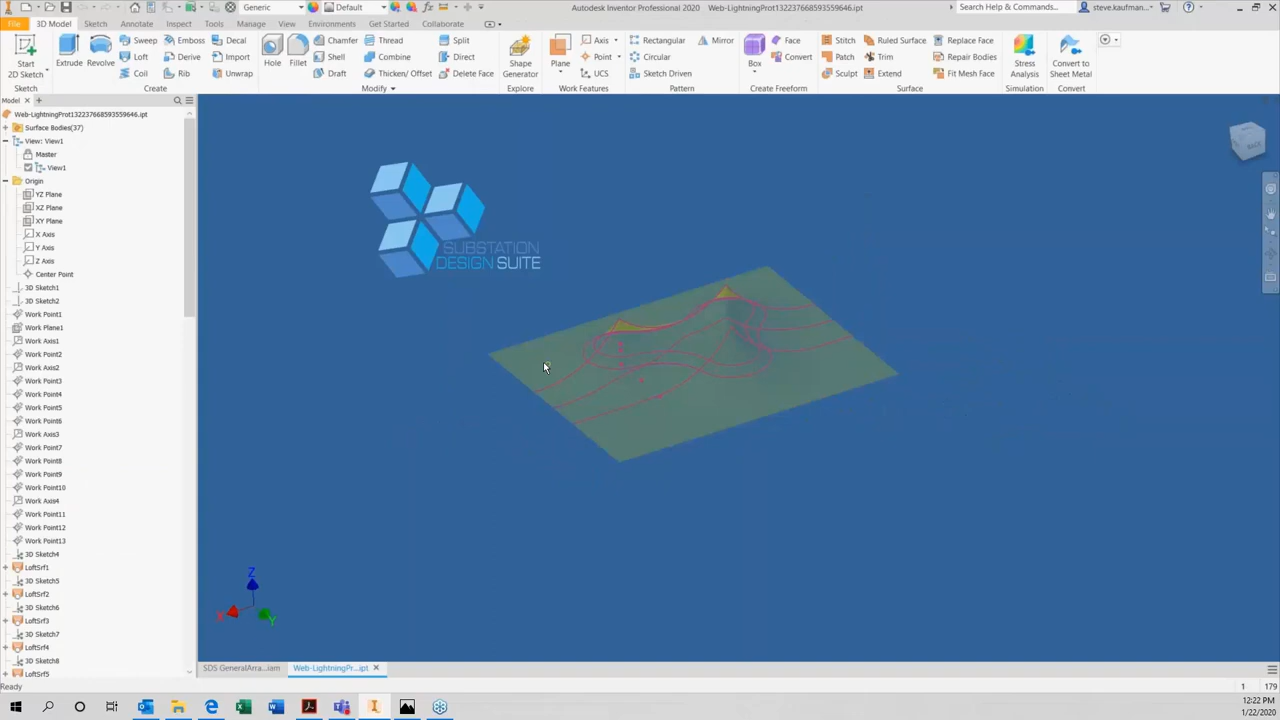 Generic
Default
Autodesk Inventor Professional 2020 Web-LightningProt132237668593559646.ipt
Search Help & Commands...
steve.kaufman...
File 3D Model Sketch Annotate Inspect Tools Manage View Environments Get Started Collaborate
Start
2D Sketch
Extrude
Revolve
Sweep
Loft
Coil
Emboss
Derive
Rib
Decal
Import
Unwrap
Hole
Fillet
Chamfer
Shell
Draft
Thread
Combine
Thicken/ Offset
Split
Direct
Delete Face
Shape
Generator
Plane
Axis
Point
UCS
Rectangular
Circular
Sketch Driven
Mirror
Box
Face
Convert
Stitch
Patch
Sculpt
Ruled Surface
Trim
Extend
Replace Face
Repair Bodies
Fit Mesh Face
Stress
Analysis
Convert to
Sheet Metal
Sketch Create Modify Explore Work Features Pattern Create Freeform Surface Simulation Convert
Model × +
Web-LightningProt132237668593559646.ipt
Surface Bodies(37)
View: View1
Master
View1
Origin
YZ Plane
XZ Plane
XY Plane
X Axis
Y Axis
Z Axis
Center Point
3D Sketch1
3D Sketch2
Work Point1
Work Plane1
Work Axis1
Work Point2
Work Axis2
Work Point3
Work Point4
Work Point5
Work Point6
Work Axis3
Work Point7
Work Point8
Work Point9
Work Point10
Work Axis4
Work Point11
Work Point12
Work Point13
3D Sketch4
LoftSrf1
3D Sketch5
LoftSrf2
3D Sketch6
LoftSrf3
3D Sketch7
LoftSrf4
3D Sketch8
LoftSrf5
SUBSTATION
DESIGN SUITE
BACK
Z
X
Y
SDS GeneralArra...iam
Web-LightningPr...ipt
Ready
1 179
12:22 PM
1/22/2020